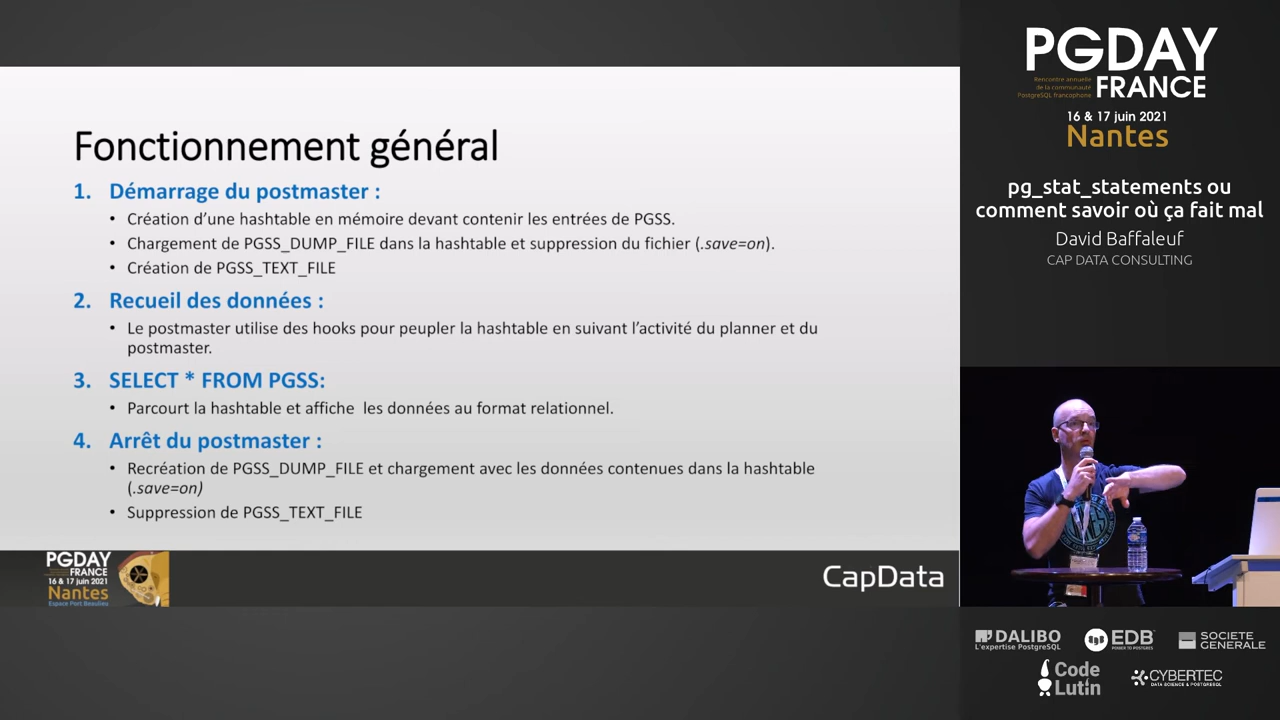 Fonctionnement général
1. Démarrage du postmaster :
• Création d'une hashtable en mémoire devant contenir les entrées de PGSS.
• Chargement de PGSS_DUMP_FILE dans la hashtable et suppression du fichier (.save=on).
• Création de PGSS_TEXT_FILE
2. Recueil des données :
• Le postmaster utilise des hooks pour peupler la hashtable en suivant l'activité du planner et du
postmaster.
3. SELECT * FROM PGSS:
• Parcourt la hashtable et affiche les données au format relationnel.
4. Arrêt du postmaster :
• Recréation de PGSS_DUMP_FILE et chargement avec les données contenues dans la hashtable
(.save=on)
• Suppression de PGSS_TEXT_FILE
PGDAY
FRANCE
16 & 17 juin 2021
Nantes
Espace Port Beaulieu
CapData
PGDAY
Rencontre annuelle
de la communauté
PostgreSQL francophone
FRANCE
16 & 17 juin 2021
Nantes
pg_stat_statements ou
comment savoir où ça fait mal
David Baffaleuf
CAP DATA CONSULTING
DALIBO
L'expertise PostgreSQL
EDB
POWER TO POSTGRES
SOCIETE
GENERALE
Code
Lutin
CYBERTEC
DATA SCIENCE & POSTGRESQL